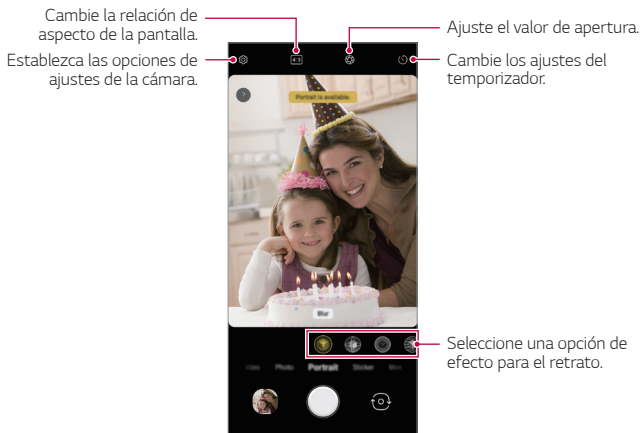 Cambie la relación de
aspecto de la pantalla.
Establezca las opciones de
ajustes de la cámara.
Ajuste el valor de apertura.
Cambie los ajustes del
temporizador.
4:3
?
Portrait is available.
Blur
Seleccione una opción de
efecto para el retrato.
Video Photo Portrait Sticker More